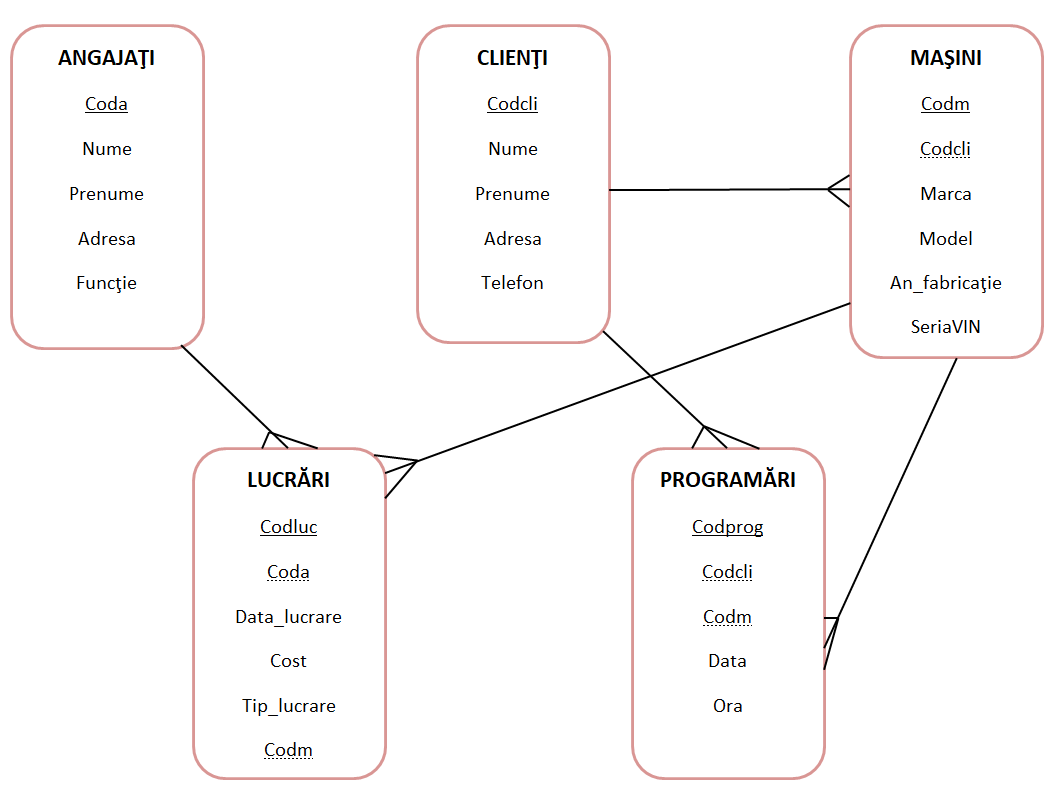 ANGAJAŢI
Coda
Nume
Prenume
Adresa
Funcţie
CLIENŢI
Codcli
Nume
Prenume
Adresa
Telefon
MAŞINI
Codm
Codcli
Marca
Model
An_fabricaţie
SeriaVIN
LUCRĂRI
Codluc
Coda
Data_lucrare
Cost
Tip_lucrare
Codm
PROGRAMĂRI
Codprog
Codcli
Codm
Data
Ora